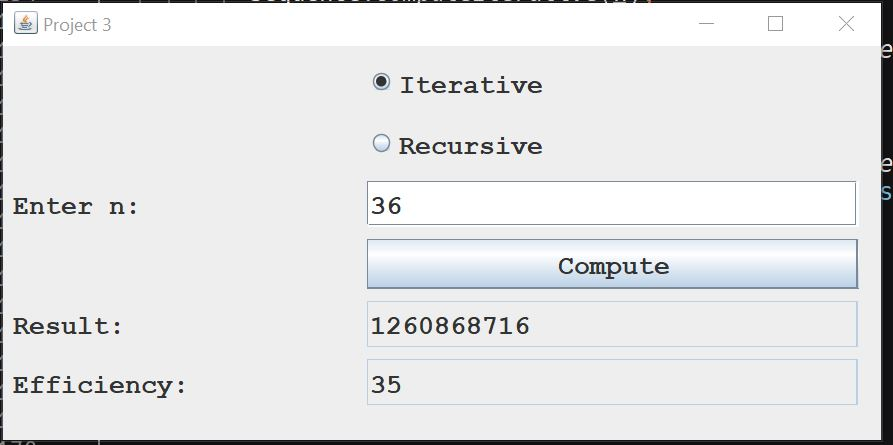 Project 3
Iterative
Recursive
Enter n: 36
Compute
Result: 1260868716
Efficiency: 35